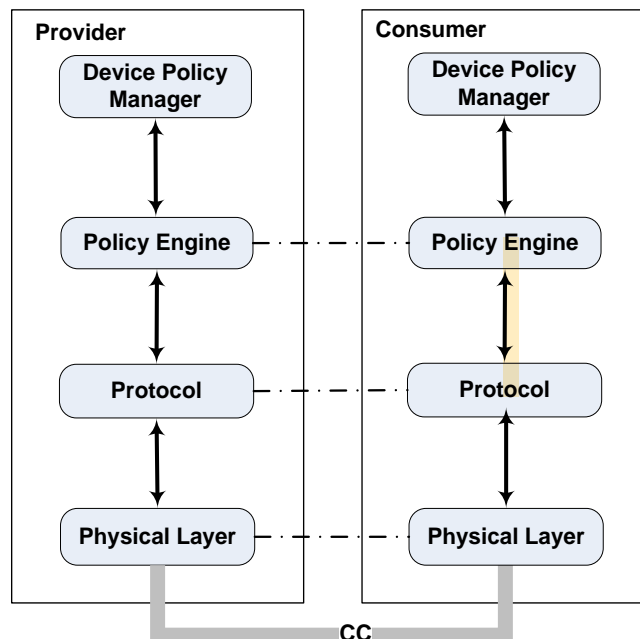 Provider
Device Policy
Manager
Policy Engine
Protocol
Physical Layer
Consumer
Device Policy
Manager
Policy Engine
Protocol
Physical Layer
CC